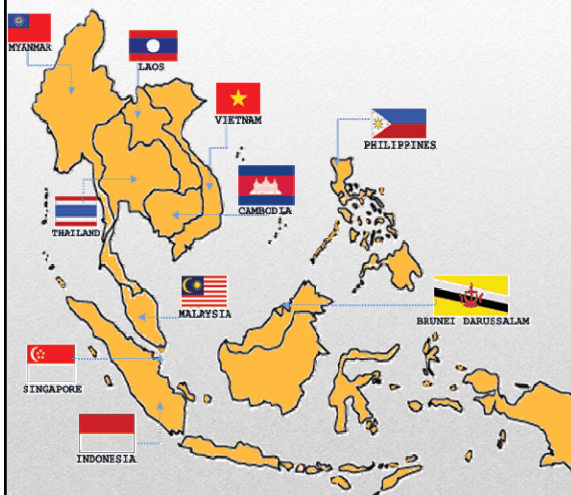 MYANMAR
LAOS
VIETNAM
PHILIPPINES
CAMBODIA
THAILAND
MALAYSIA
BRUNEI DARUSSALAM
SINGAPORE
INDONESIA